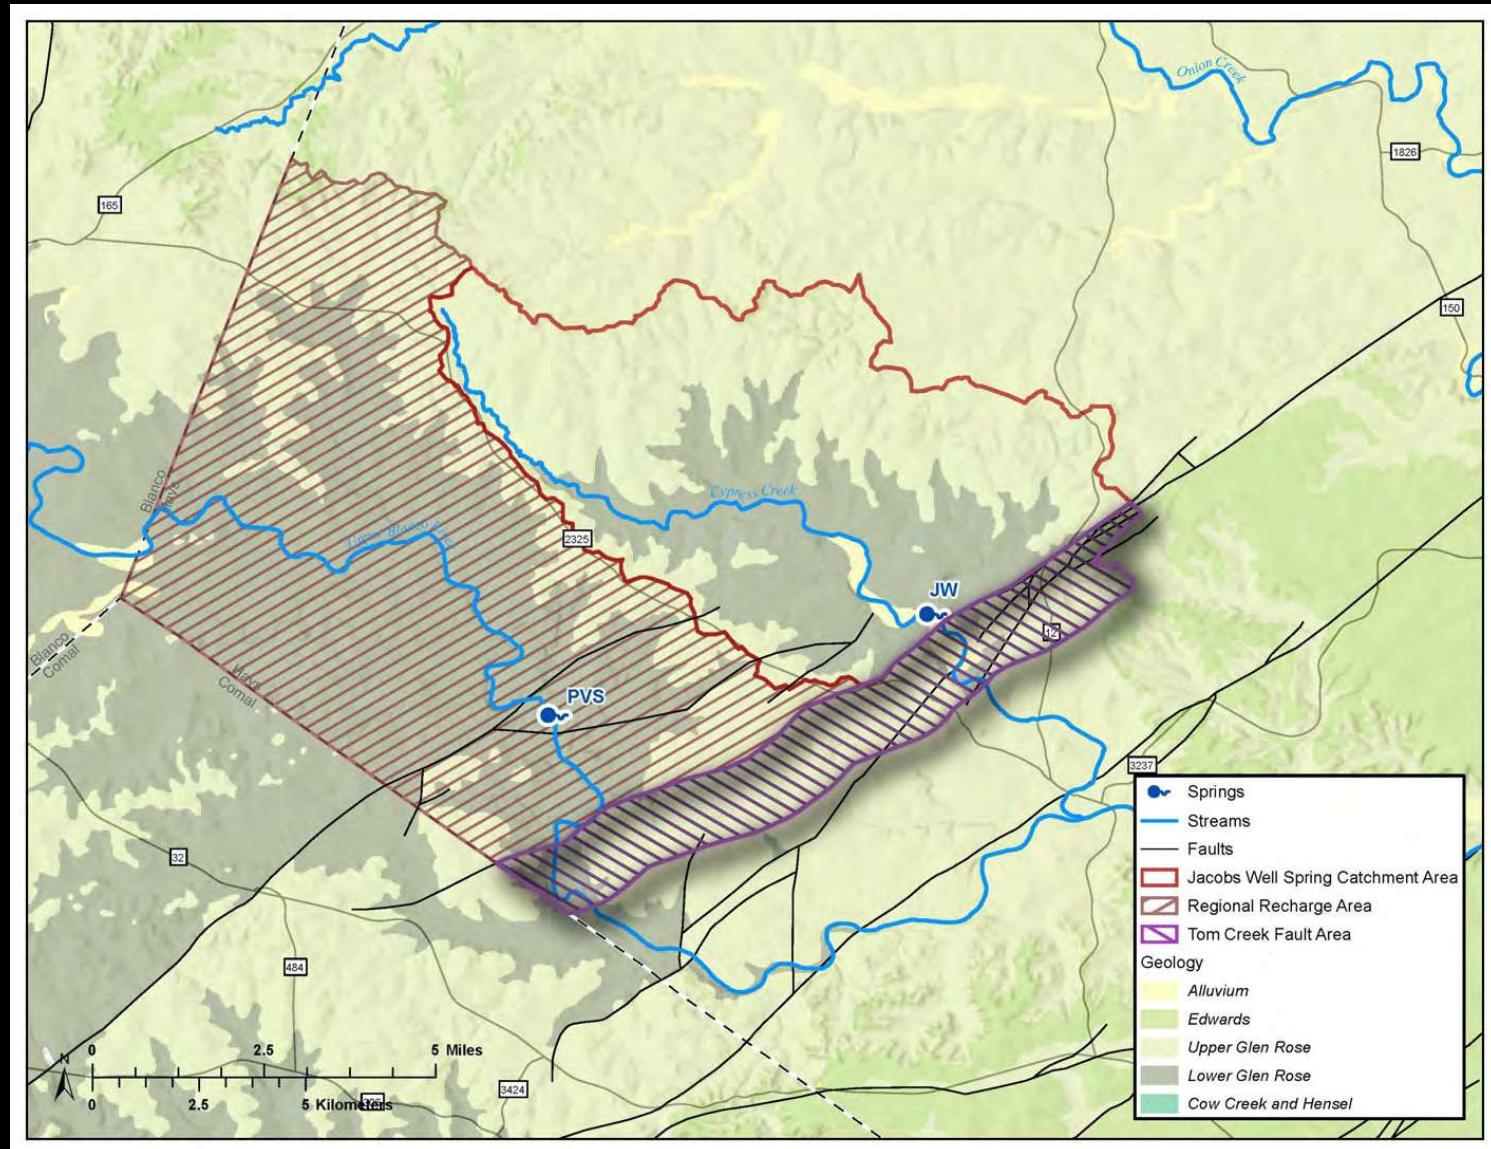 Onion Creek
1826
165
150
Blanco
Hays
Cypress Creek
Upper Blanco River
2325
JW
12
Blanco
Comal
Hays
Comal
PVS
3237
32
484
3424
N
0 2.5 5 Miles
0 2.5 5 Kilometers
Springs
Streams
Faults
Jacobs Well Spring Catchment Area
Regional Recharge Area
Tom Creek Fault Area
Geology
Alluvium
Edwards
Upper Glen Rose
Lower Glen Rose
Cow Creek and Hensel